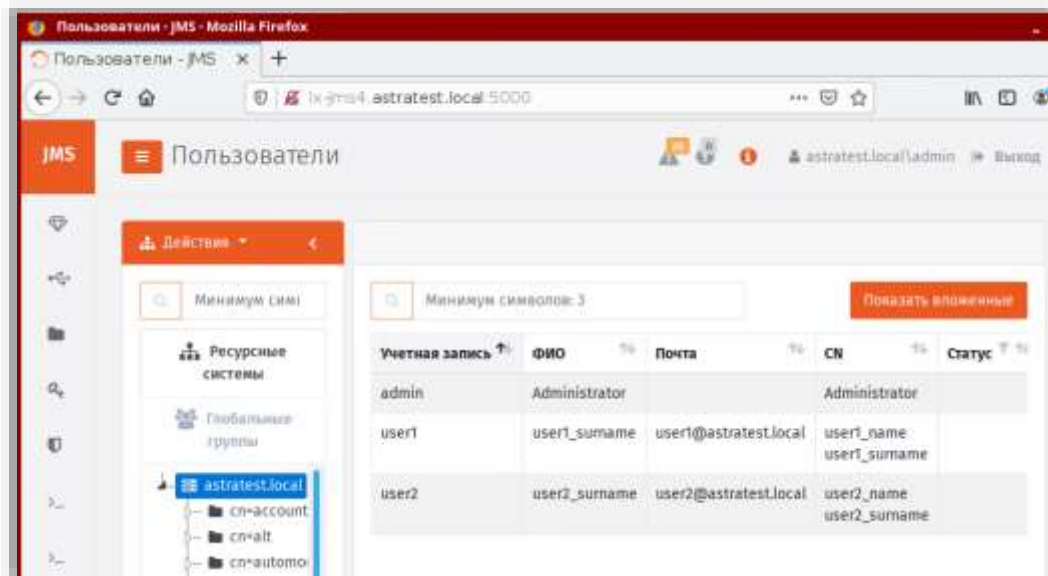 Пользователи - JMS - Mozilla Firefox
Пользователи - JMS × +
lx-jms4.astratest.local:5000
JMS
Пользователи
astratest.local\admin Выход
Действия
Минимум симі
Минимум символов: 3
Показать вложенные
Ресурсные
системы
Глобальные
группы
astratest.local
cn=account
cn=alt
cn=automo
Учетная запись ФИО Почта CN Статус
admin Administrator Administrator
user1 user1_surname user1@astratest.local user1_name
user1_surname
user2 user2_surname user2@astratest.local user2_name
user2_surname